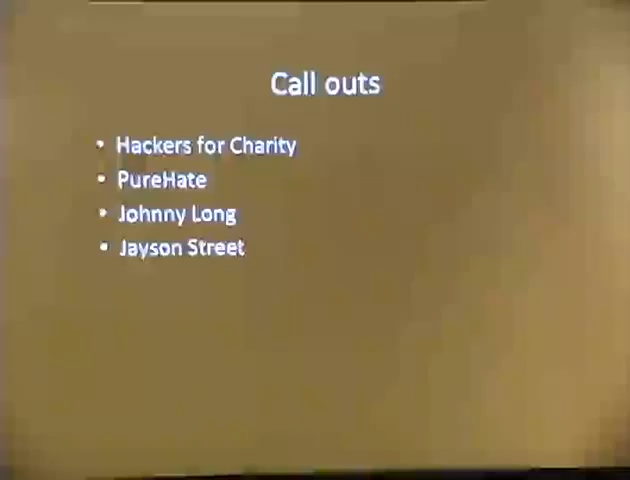 Call outs
• Hackers for Charity
• PureHate
• Johnny Long
• Jayson Street